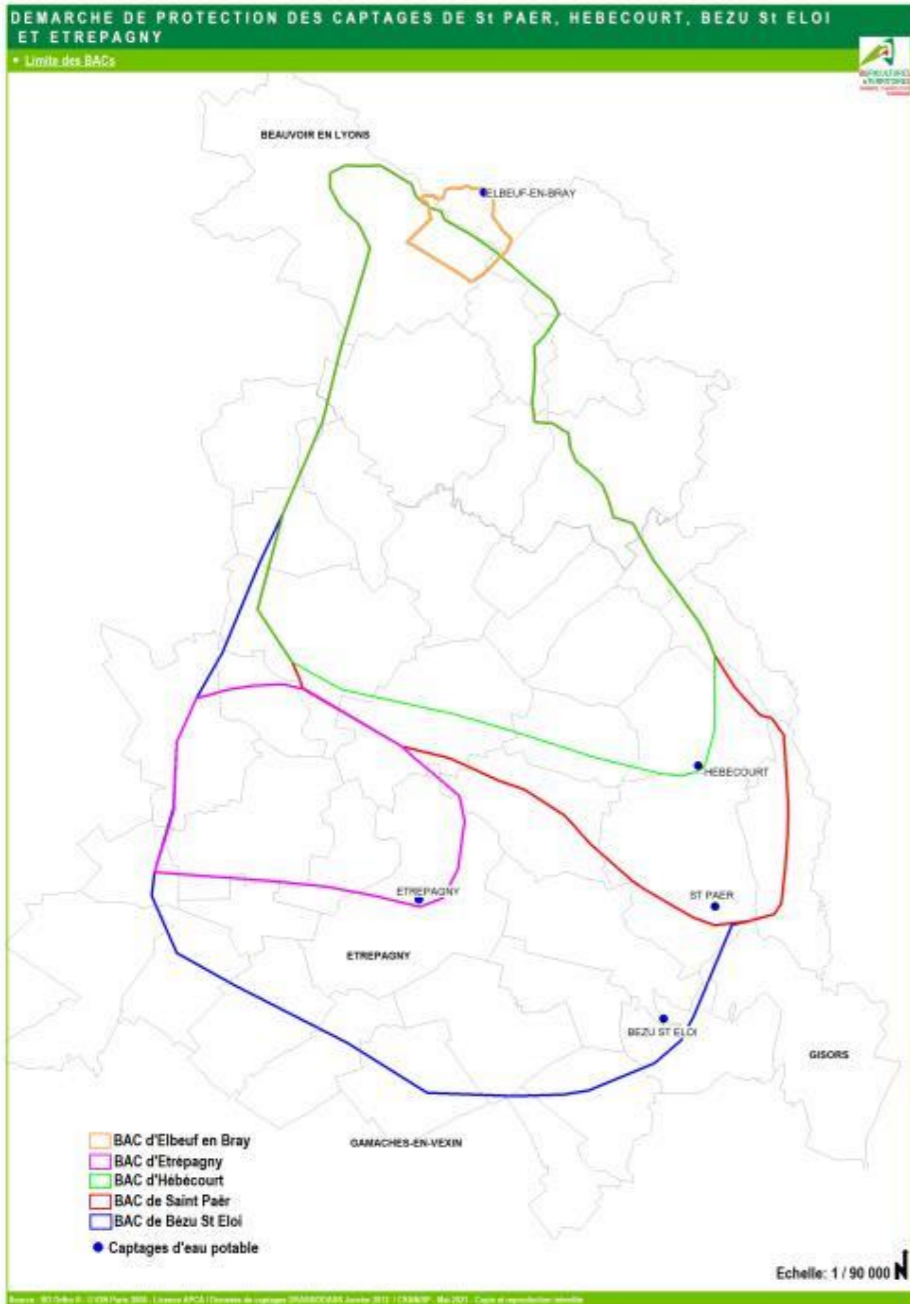 DEMARCHE DE PROTECTION DES CAPTAGES DE St PAER, HEBECOURT, BEZU St ELOI
ET ETREPAGNY
• Limite des BACs
AGRICULTURES
& TERRITOIRES
BEAUVOIR EN LYONS
ELBEUF-EN-BRAY
HEBECOURT
ETREPAGNY
ST PAER
ETREPAGNY
BEZU ST ELOI
GISORS
GAMACHES-EN-VEXIN
BAC d'Elbeuf en Bray
BAC d'Etrépagny
BAC d'Hébécourt
BAC de Saint Paër
BAC de Bézu St Eloi
Captages d'eau potable
Echelle: 1 / 90 000 N